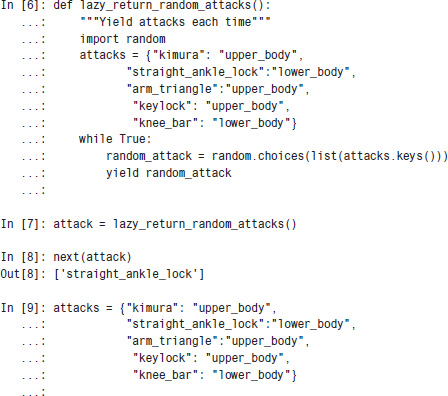 In [6]: def lazy_return_random_attacks():
   ...:     """Yield attacks each time"""
   ...:     import random
   ...:     attacks = {"kimura": "upper_body",
   ...:            "straight_ankle_lock":"lower_body",
   ...:            "arm_triangle":"upper_body",
   ...:             "keylock": "upper_body",
   ...:             "knee_bar": "lower_body"}
   ...:     while True:
   ...:         random_attack = random.choices(list(attacks.keys()))
   ...:         yield random_attack
   ...:
In [7]: attack = lazy_return_random_attacks()
In [8]: next(attack)
Out[8]: ['straight_ankle_lock']
In [9]: attacks = {"kimura": "upper_body",
   ...:            "straight_ankle_lock":"lower_body",
   ...:            "arm_triangle":"upper_body",
   ...:             "keylock": "upper_body",
   ...:             "knee_bar": "lower_body"}
   ...: